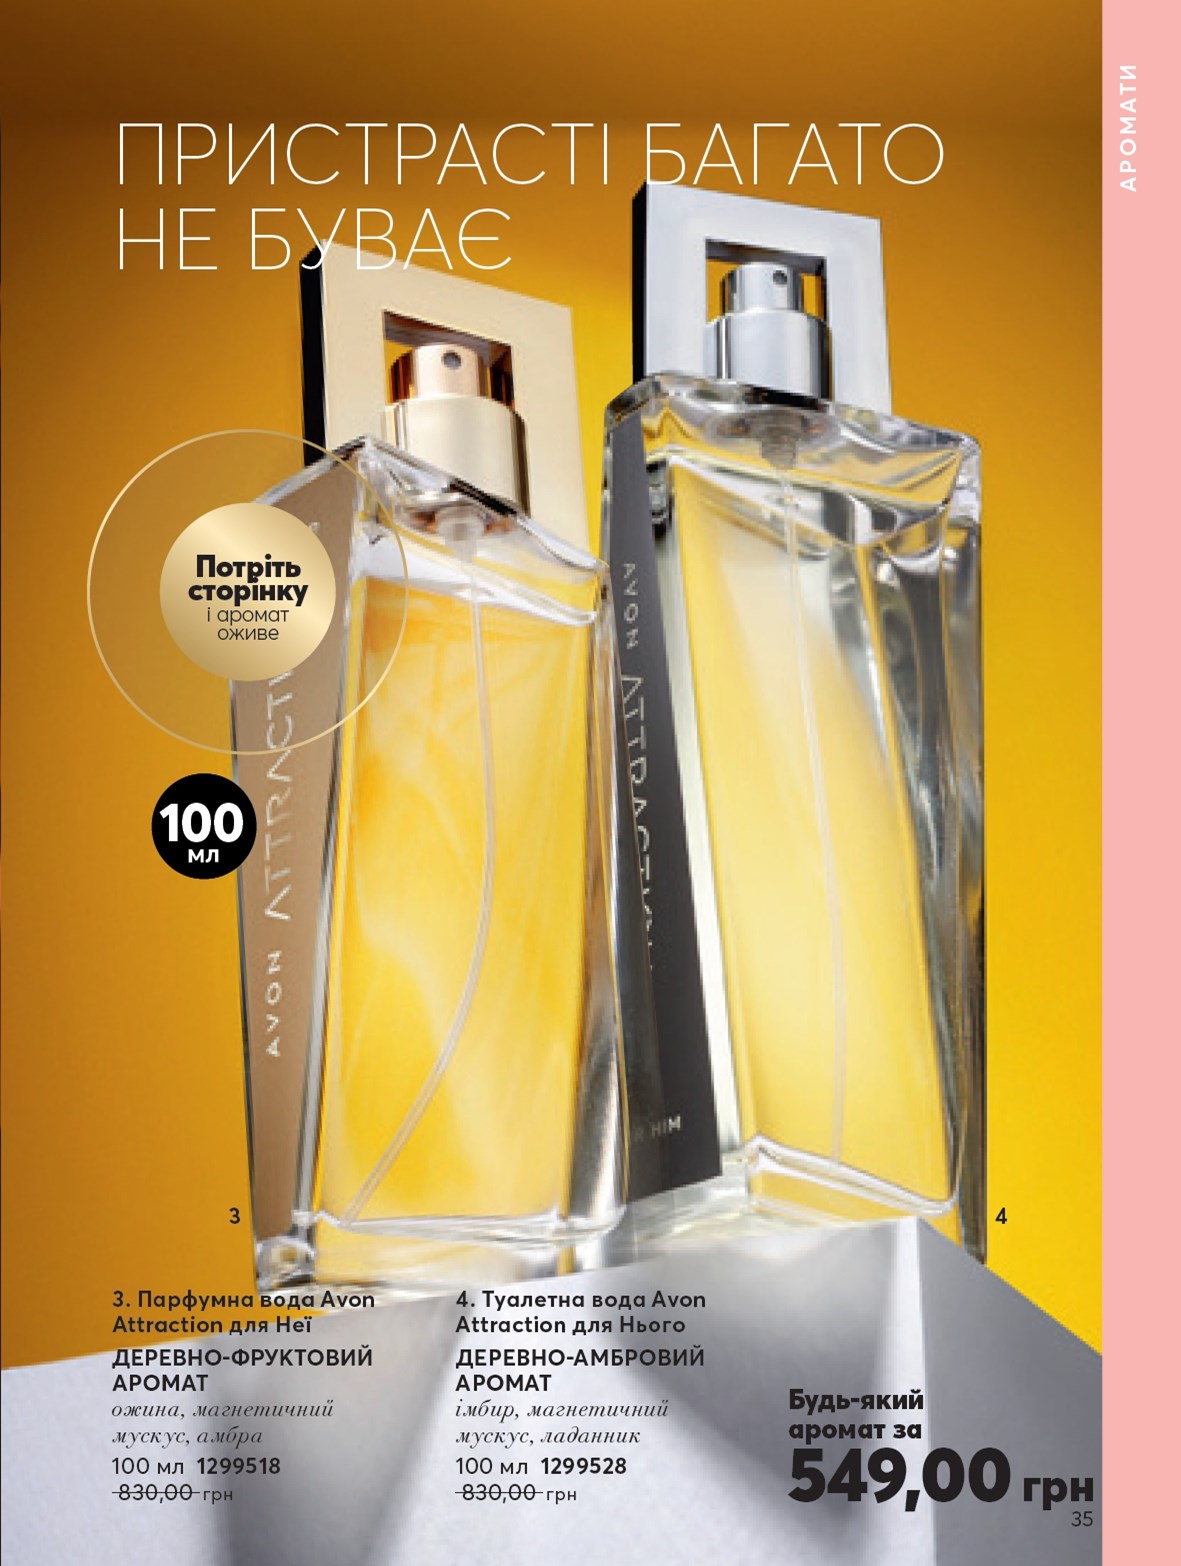 АРОМАТИ
ПРИСТРАСТІ БАГАТО
НЕ БУВАЄ
Потріть
сторінку
і аромат
оживе
100
мл
AVON ATTRACTI
AVON ATTRACTION
HIM
3
4
3. Парфумна вода Avon
Attraction для Неї
ДЕРЕВНО-ФРУКТОВИЙ
АРОМАТ
ожина, магнетичний
мускус, амбра
100 мл 1299518
830,00 грн
4. Туалетна вода Avon
Attraction для Нього
ДЕРЕВНО-АМБРОВИЙ
АРОМАТ
імбир, магнетичний
мускус, ладанник
100 мл 1299528
830,00 грн
Будь-який
аромат за
549,00 грн
35